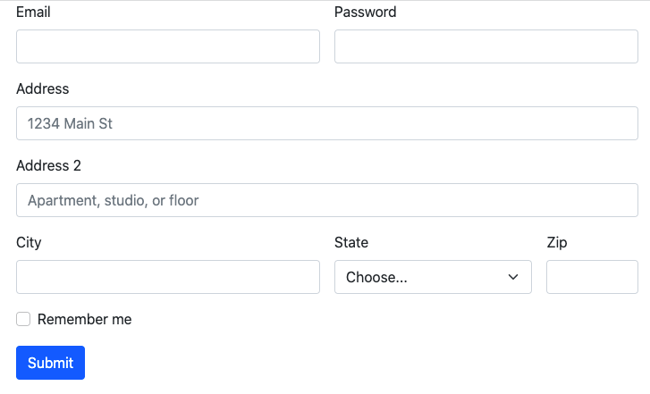 Email Password
Address
1234 Main St
Address 2
Apartment, studio, or floor
City State Zip
Choose...
Remember me
Submit